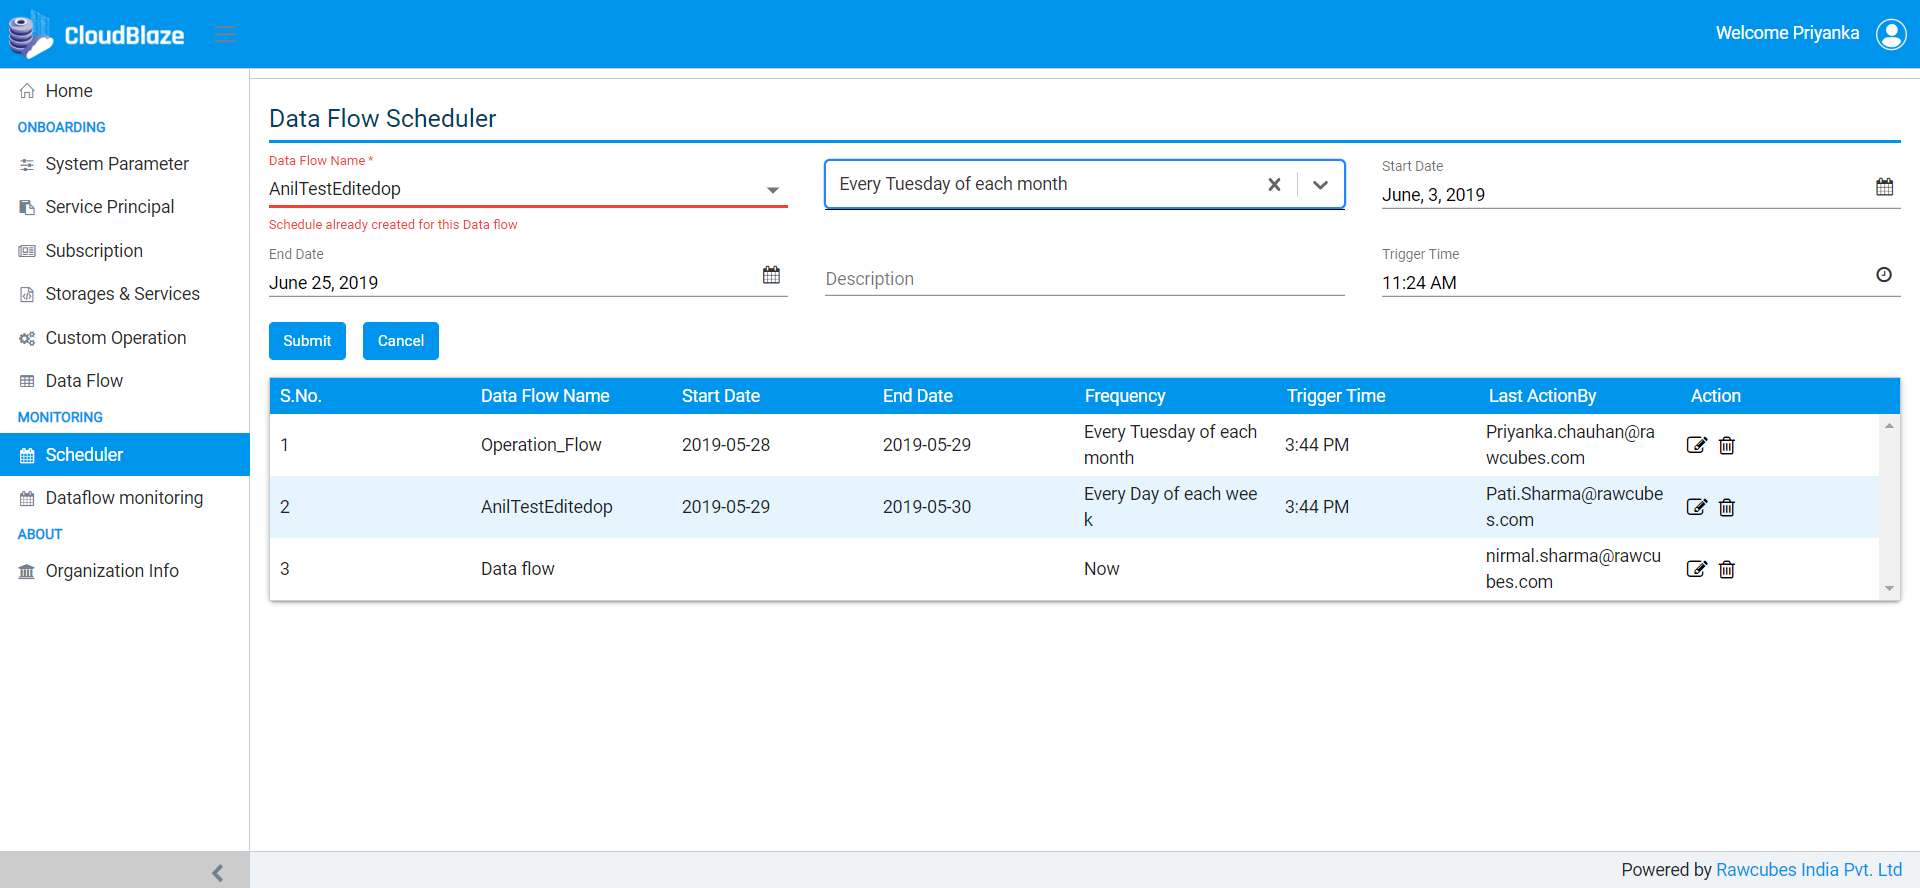 CloudBlaze
Welcome Priyanka
Home
ONBOARDING
System Parameter
Service Principal
Subscription
Storages & Services
Custom Operation
Data Flow
MONITORING
Scheduler
Dataflow monitoring
ABOUT
Organization Info
Data Flow Scheduler
Data Flow Name *
AnilTestEditedop
Schedule already created for this Data flow
Every Tuesday of each month
Start Date
June, 3, 2019
End Date
June 25, 2019
Description
Trigger Time
11:24 AM
Submit Cancel
S.No. Data Flow Name Start Date End Date Frequency Trigger Time Last ActionBy Action
1 Operation_Flow 2019-05-28 2019-05-29 Every Tuesday of each
month 3:44 PM Priyanka.chauhan@ra
wcubes.com
2 AnilTestEditedop 2019-05-29 2019-05-30 Every Day of each wee
k 3:44 PM Pati.Sharma@rawcube
s.com
3 Data flow Now nirmal.sharma@rawcu
bes.com
Powered by Rawcubes India Pvt. Ltd